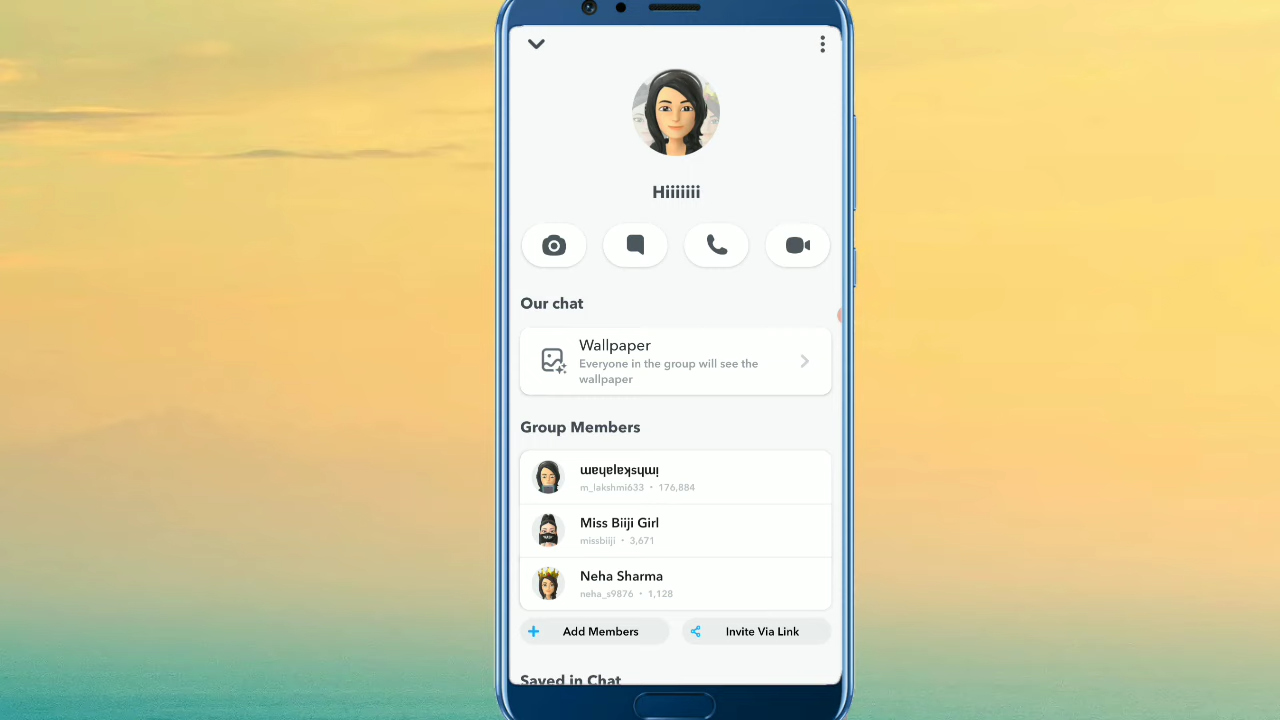 Hiiiiiii
Our chat
Wallpaper
Everyone in the group will see the
wallpaper
Group Members
ɯɐɥɐlɐʞsɥɯᴉ
m_lakshmi633 • 176,884
Miss Biiji Girl
missbiiji • 3,671
Neha Sharma
neha_s9876 • 1,128
Add Members
Invite Via Link
Saved in Chat